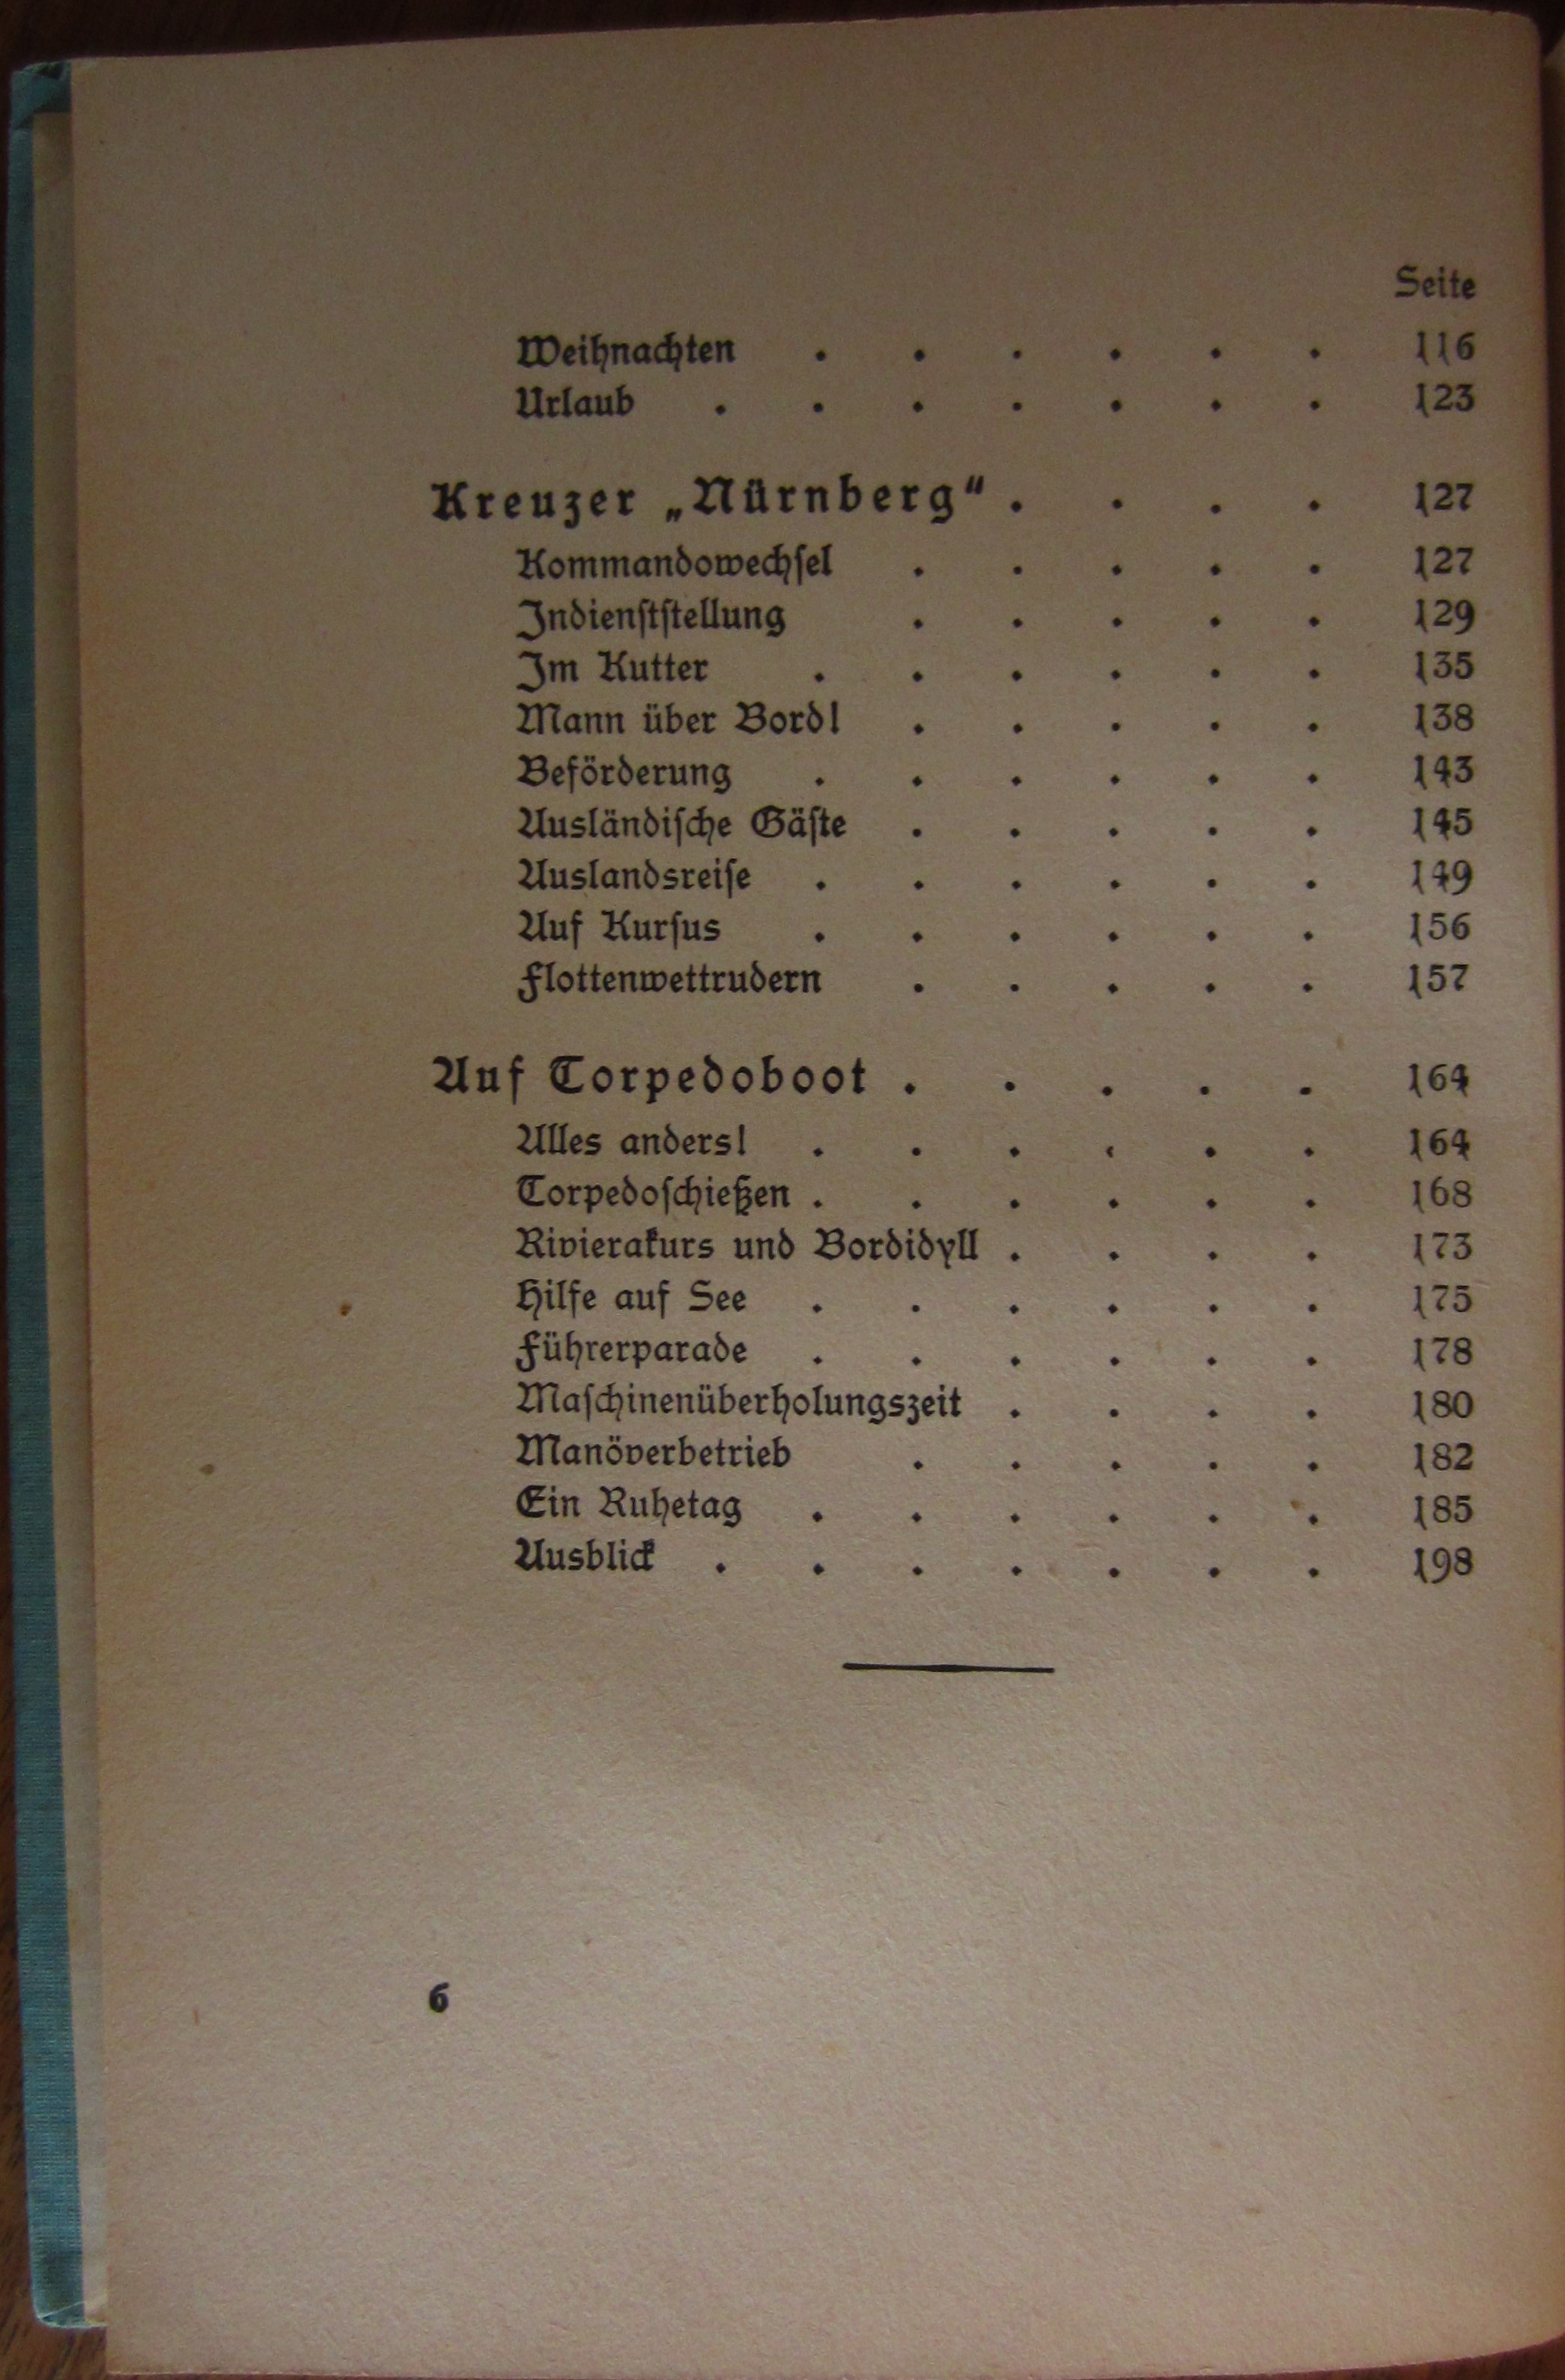 Seite
Weihnachten . . . . . . 116
Urlaub . . . . . . . 123
Kreuzer „Nürnberg“ . . . . 127
Kommandowechſel . . . . . 127
Indienſtſtellung . . . . . 129
Im Kutter . . . . . . 135
Mann über Bord! . . . . . 138
Beförderung . . . . . . 143
Ausländiſche Gäſte . . . . . 145
Auslandsreiſe . . . . . . 149
Auf Kurſus . . . . . . 156
Flottenwettrudern . . . . . 157
Auf Torpedoboot . . . . . 164
Alles anders! . . . . . . 164
Torpedoſchießen . . . . . . 168
Rivierakurs und Bordidyll . . . . 173
Hilfe auf See . . . . . . 175
Führerparade . . . . . . 178
Maſchinenüberholungszeit . . . . 180
Manöverbetrieb . . . . . 182
Ein Ruhetag . . . . . . 185
Ausblick . . . . . . . 198
6